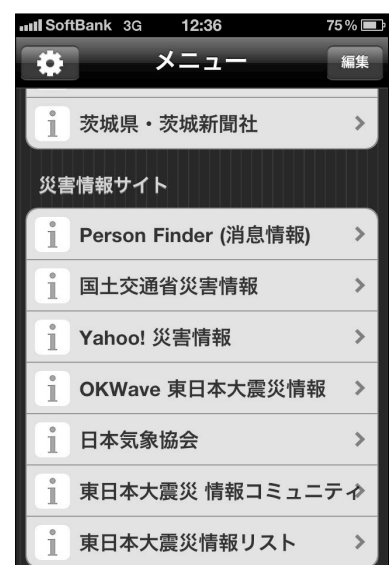 SoftBank 3G 12:36 75%
メニュー 編集
茨城県・茨城新聞社
災害情報サイト
Person Finder (消息情報)
国土交通省災害情報
Yahoo! 災害情報
OKWave 東日本大震災情報
日本気象協会
東日本大震災 情報コミュニティ
東日本大震災情報リスト